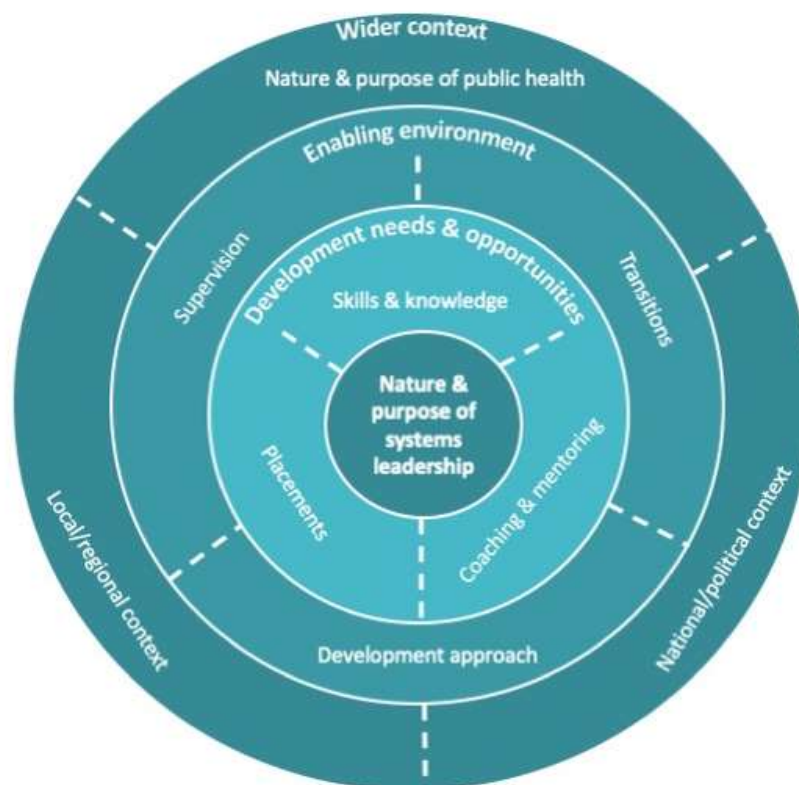 Wider context
Nature & purpose of public health
Enabling environment
Supervision
Transitions
Development needs & opportunities
Skills & knowledge
Nature &
purpose of
systems
leadership
Placements
Coaching & mentoring
Local/regional context
National/political context
Development approach